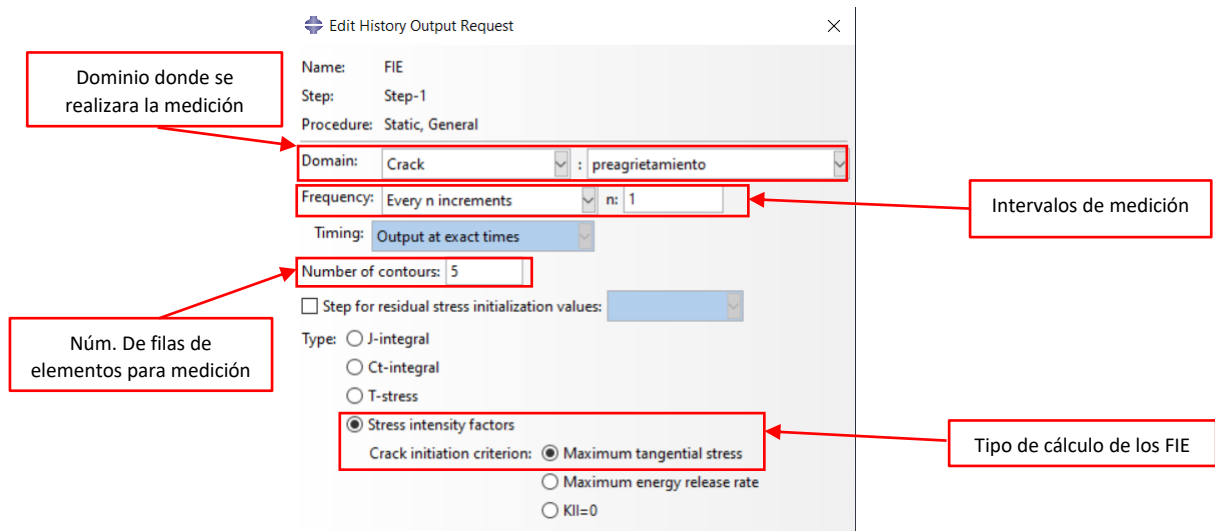 Edit History Output Request
Dominio donde se
realizara la medición
Name: FIE
Step: Step-1
Procedure: Static, General
Domain: Crack : preagrietamiento
Frequency: Every n increments n: 1
Intervalos de medición
Timing: Output at exact times
Number of contours: 5
Step for residual stress initialization values:
Núm. De filas de
elementos para medición
Type: J-integral
Ct-integral
T-stress
Stress intensity factors
Crack initiation criterion: Maximum tangential stress
Tipo de cálculo de los FIE
Maximum energy release rate
KII=0